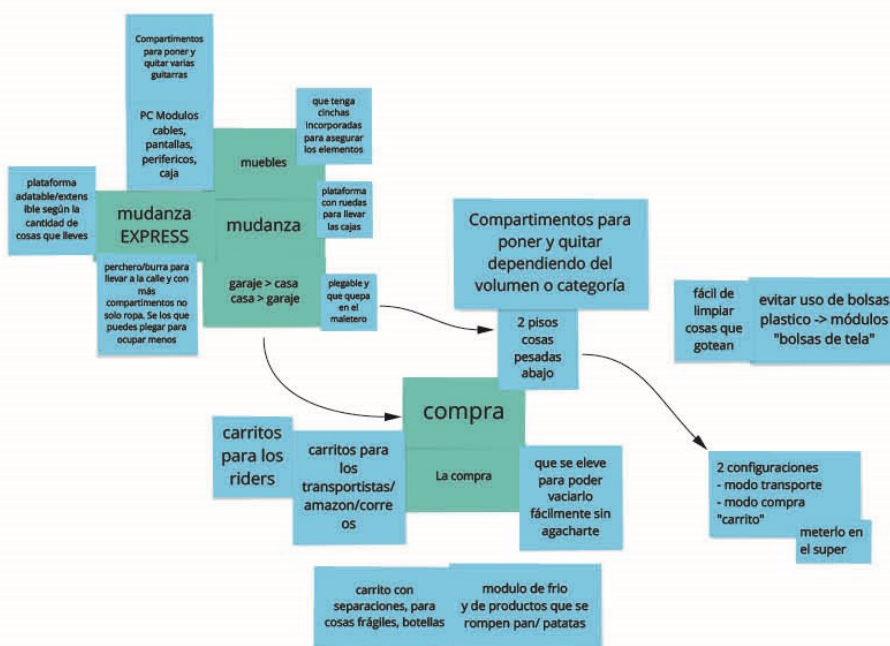 Compartimentos
para poner y
quitar varias
guitarras
PC Modulos
cables,
pantallas,
perifericos,
caja
que tenga
cinchas
incorporadas
para asegurar
los elementos
muebles
plataforma
adatable/extens
ible según la
cantidad de
cosas que lleves
mudanza
EXPRESS
mudanza
plataforma
con ruedas
para llevar
las cajas
perchero/burra para
llevar a la calle y con
más
compartimentos no
solo ropa. Se los que
puedes plegar para
ocupar menos
garaje > casa
casa > garaje
plegable y
que quepa
en el
maletero
Compartimentos para
poner y quitar
dependiendo del
volumen o categoría
2 pisos
cosas
pesadas
abajo
fácil de
limpiar
cosas que
gotean
evitar uso de bolsas
plastico -> módulos
"bolsas de tela"
compra
carritos
para los
riders
carritos para
los
transportistas/
amazon/corre
os
La compra
que se eleve
para poder
vaciarlo
fácilmente sin
agacharte
2 configuraciones
- modo transporte
- modo compra
"carrito"
meterlo en
el super
carrito con
separaciones, para
cosas frágiles, botellas
modulo de frio
y de productos que se
rompen pan/ patatas